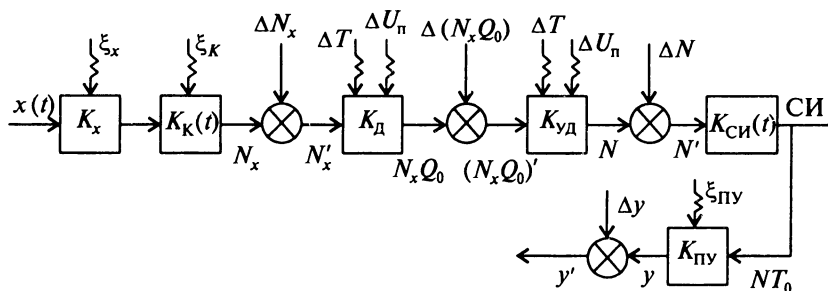 ξx ξK ΔNx ΔT ΔUп Δ(NxQ0) ΔT ΔUп ΔN
x(t) Kx KК(t) KД KУД KСИ(t) СИ
Nx N′x NxQ0 (NxQ0)′ N N′
Δy ξПУ
KПУ
y′ y NT0